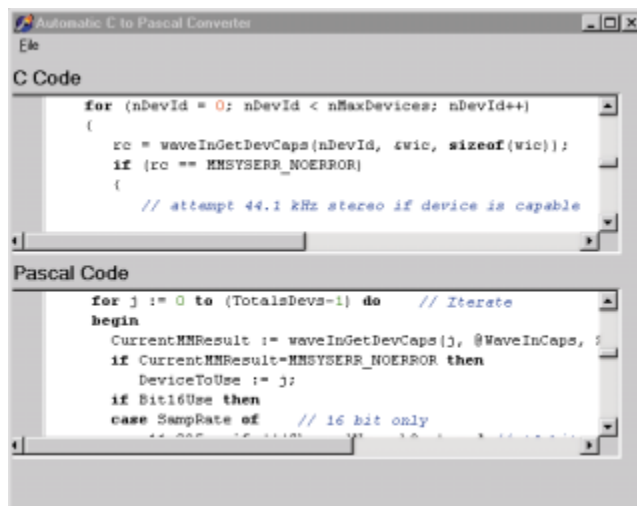 Automatic C to Pascal Converter
File
C Code
for (nDevId = 0; nDevId < nMaxDevices; nDevId++)
{
rc = waveInGetDevCaps(nDevId, &wic, sizeof(wic));
if (rc == MMSYSERR_NOERROR)
{
// attempt 44.1 kHz stereo if device is capable
Pascal Code
for j := 0 to (TotalsDevs-1) do // Iterate
begin
CurrentMMResult := waveInGetDevCaps(j, @WaveInCaps,
if CurrentMMResult=MMSYSERR_NOERROR then
DeviceToUse := j;
if Bit16Use then
case SampRate of // 16 bit only